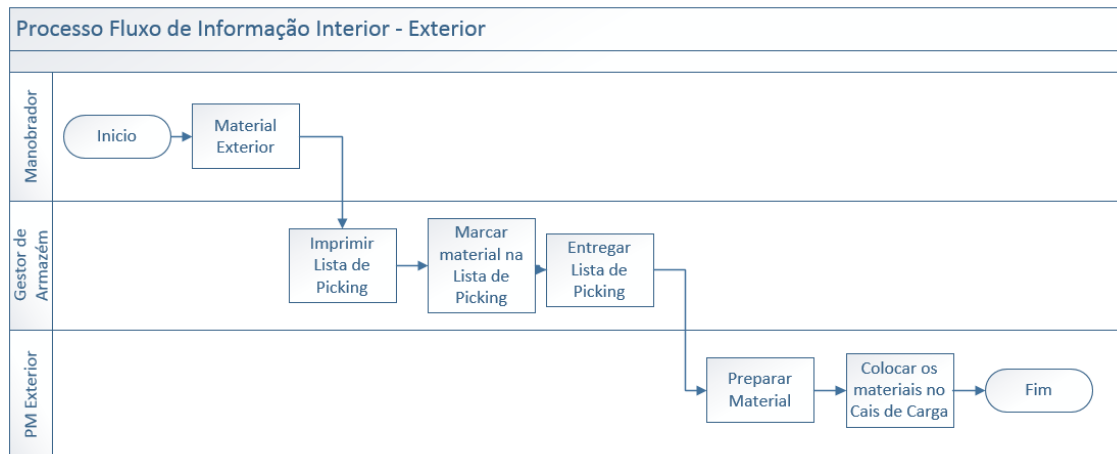 Processo Fluxo de Informação Interior - Exterior
Manobrador
Inicio
Material
Exterior
Gestor de
Armazém
Imprimir
Lista de
Picking
Marcar
material na
Lista de
Picking
Entregar
Lista de
Picking
PM Exterior
Preparar
Material
Colocar os
materiais no
Cais de Carga
Fim